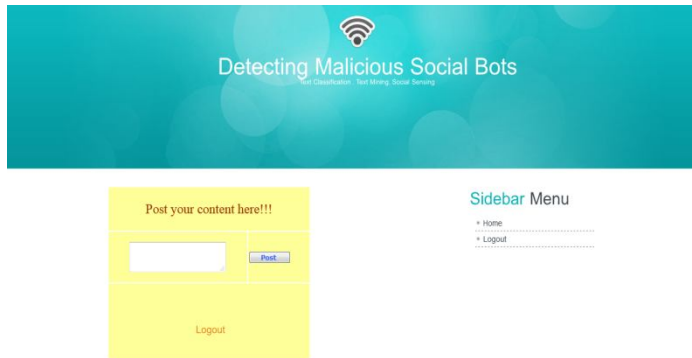 Detecting Malicious Social Bots
Text Classification , Text Mining, Social Sensing
Post your content here!!!
Post
Logout
Sidebar Menu
Home
Logout